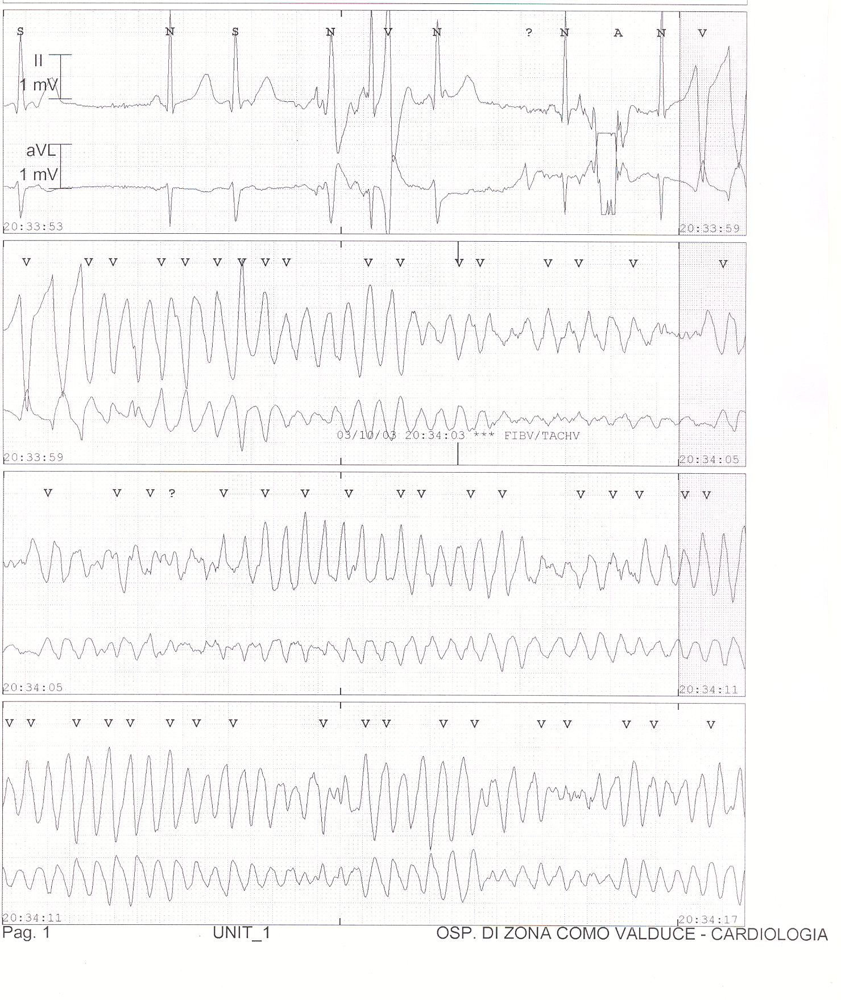 S N S N V N ? N A N V
II
1 mV
aVL
1 mV
20:33:53 20:33:59
V V V V V V V V V V V V V V V V V
03/10/03 20:34:03 *** FIBV/TACHV
20:33:59 20:34:05
V V V ? V V V V V V V V V V V V V
20:34:05 20:34:11
V V V V V V V V V V V V V V V V V V
20:34:11 20:34:17
Pag. 1 UNIT_1 OSP. DI ZONA COMO VALDUCE - CARDIOLOGIA